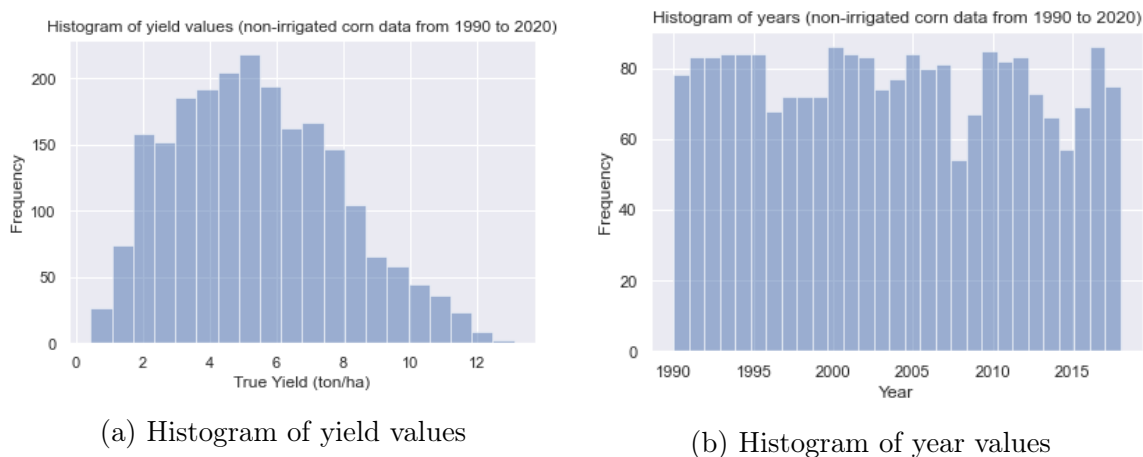 Histogram of yield values (non-irrigated corn data from 1990 to 2020)
200
150
100
50
0
Frequency
0 2 4 6 8 10 12
True Yield (ton/ha)
(a) Histogram of yield values
Histogram of years (non-irrigated corn data from 1990 to 2020)
80
60
40
20
0
Frequency
1990 1995 2000 2005 2010 2015
Year
(b) Histogram of year values